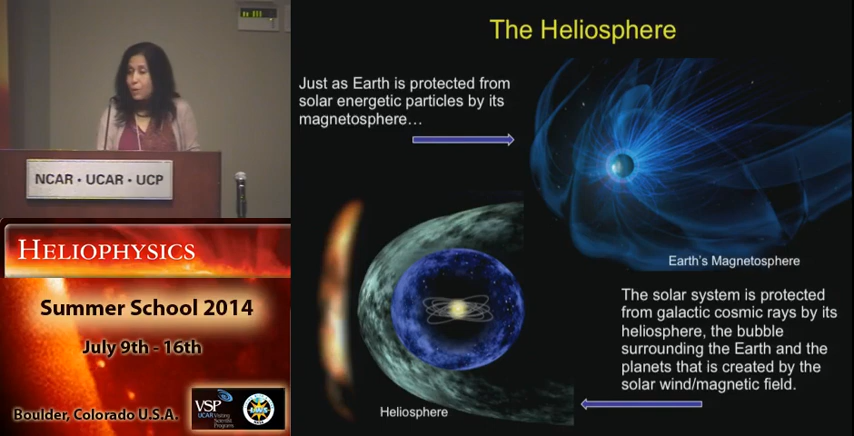 NCAR • UCAR • UCP
HELIOPHYSICS
Summer School 2014
July 9th - 16th
Boulder, Colorado U.S.A.
VSP
UCAR Visiting
Scientist
Programs
The Heliosphere
Just as Earth is protected from
solar energetic particles by its
magnetosphere…
Earth's Magnetosphere
The solar system is protected
from galactic cosmic rays by its
heliosphere, the bubble
surrounding the Earth and the
planets that is created by the
solar wind/magnetic field.
Heliosphere